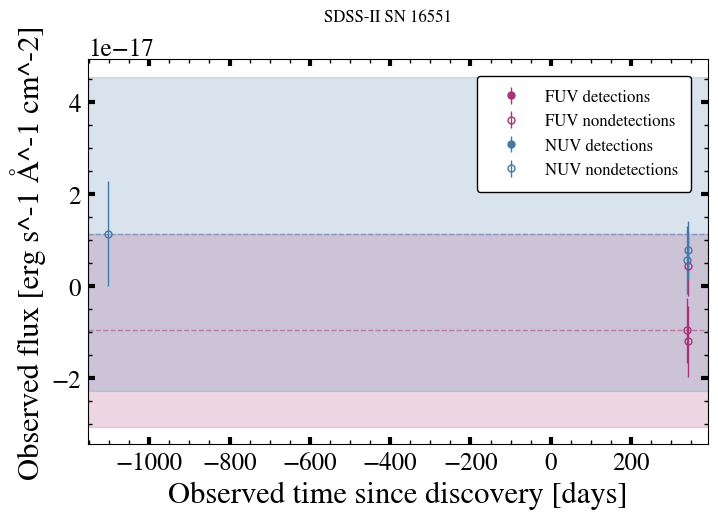 SDSS-II SN 16551
1e−17
FUV detections
FUV nondetections
NUV detections
NUV nondetections
4
2
0
−2
Observed flux [erg s^-1 Å^-1 cm^-2]
−1000 −800 −600 −400 −200 0 200
Observed time since discovery [days]